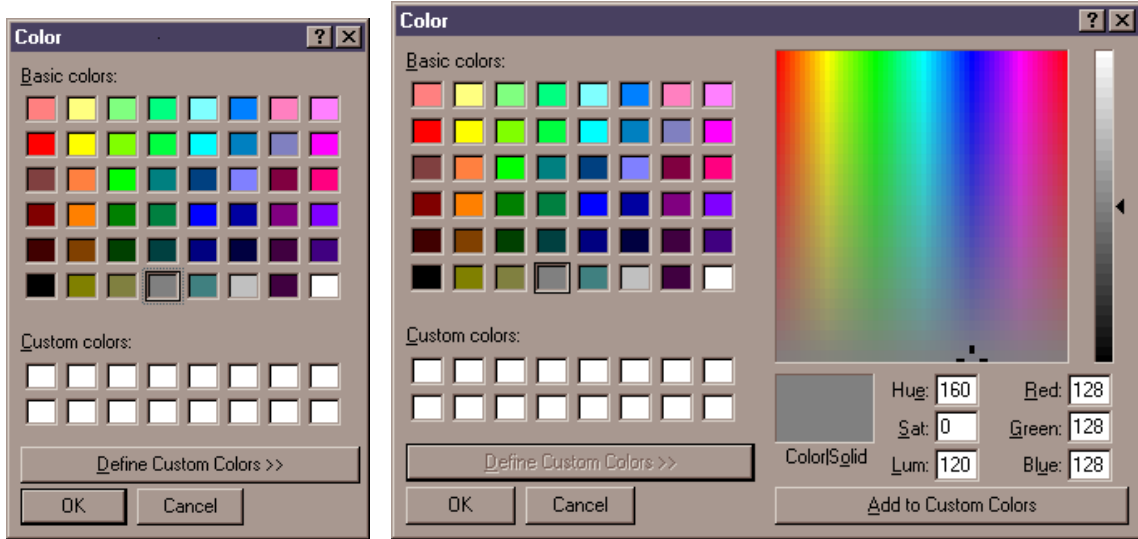 Color
Basic colors:
Custom colors:
Define Custom Colors >>
OK Cancel
Color
Basic colors:
Custom colors:
Define Custom Colors >>
OK Cancel
Hue: 160 Red: 128
Sat: 0 Green: 128
Color|Solid Lum: 120 Blue: 128
Add to Custom Colors